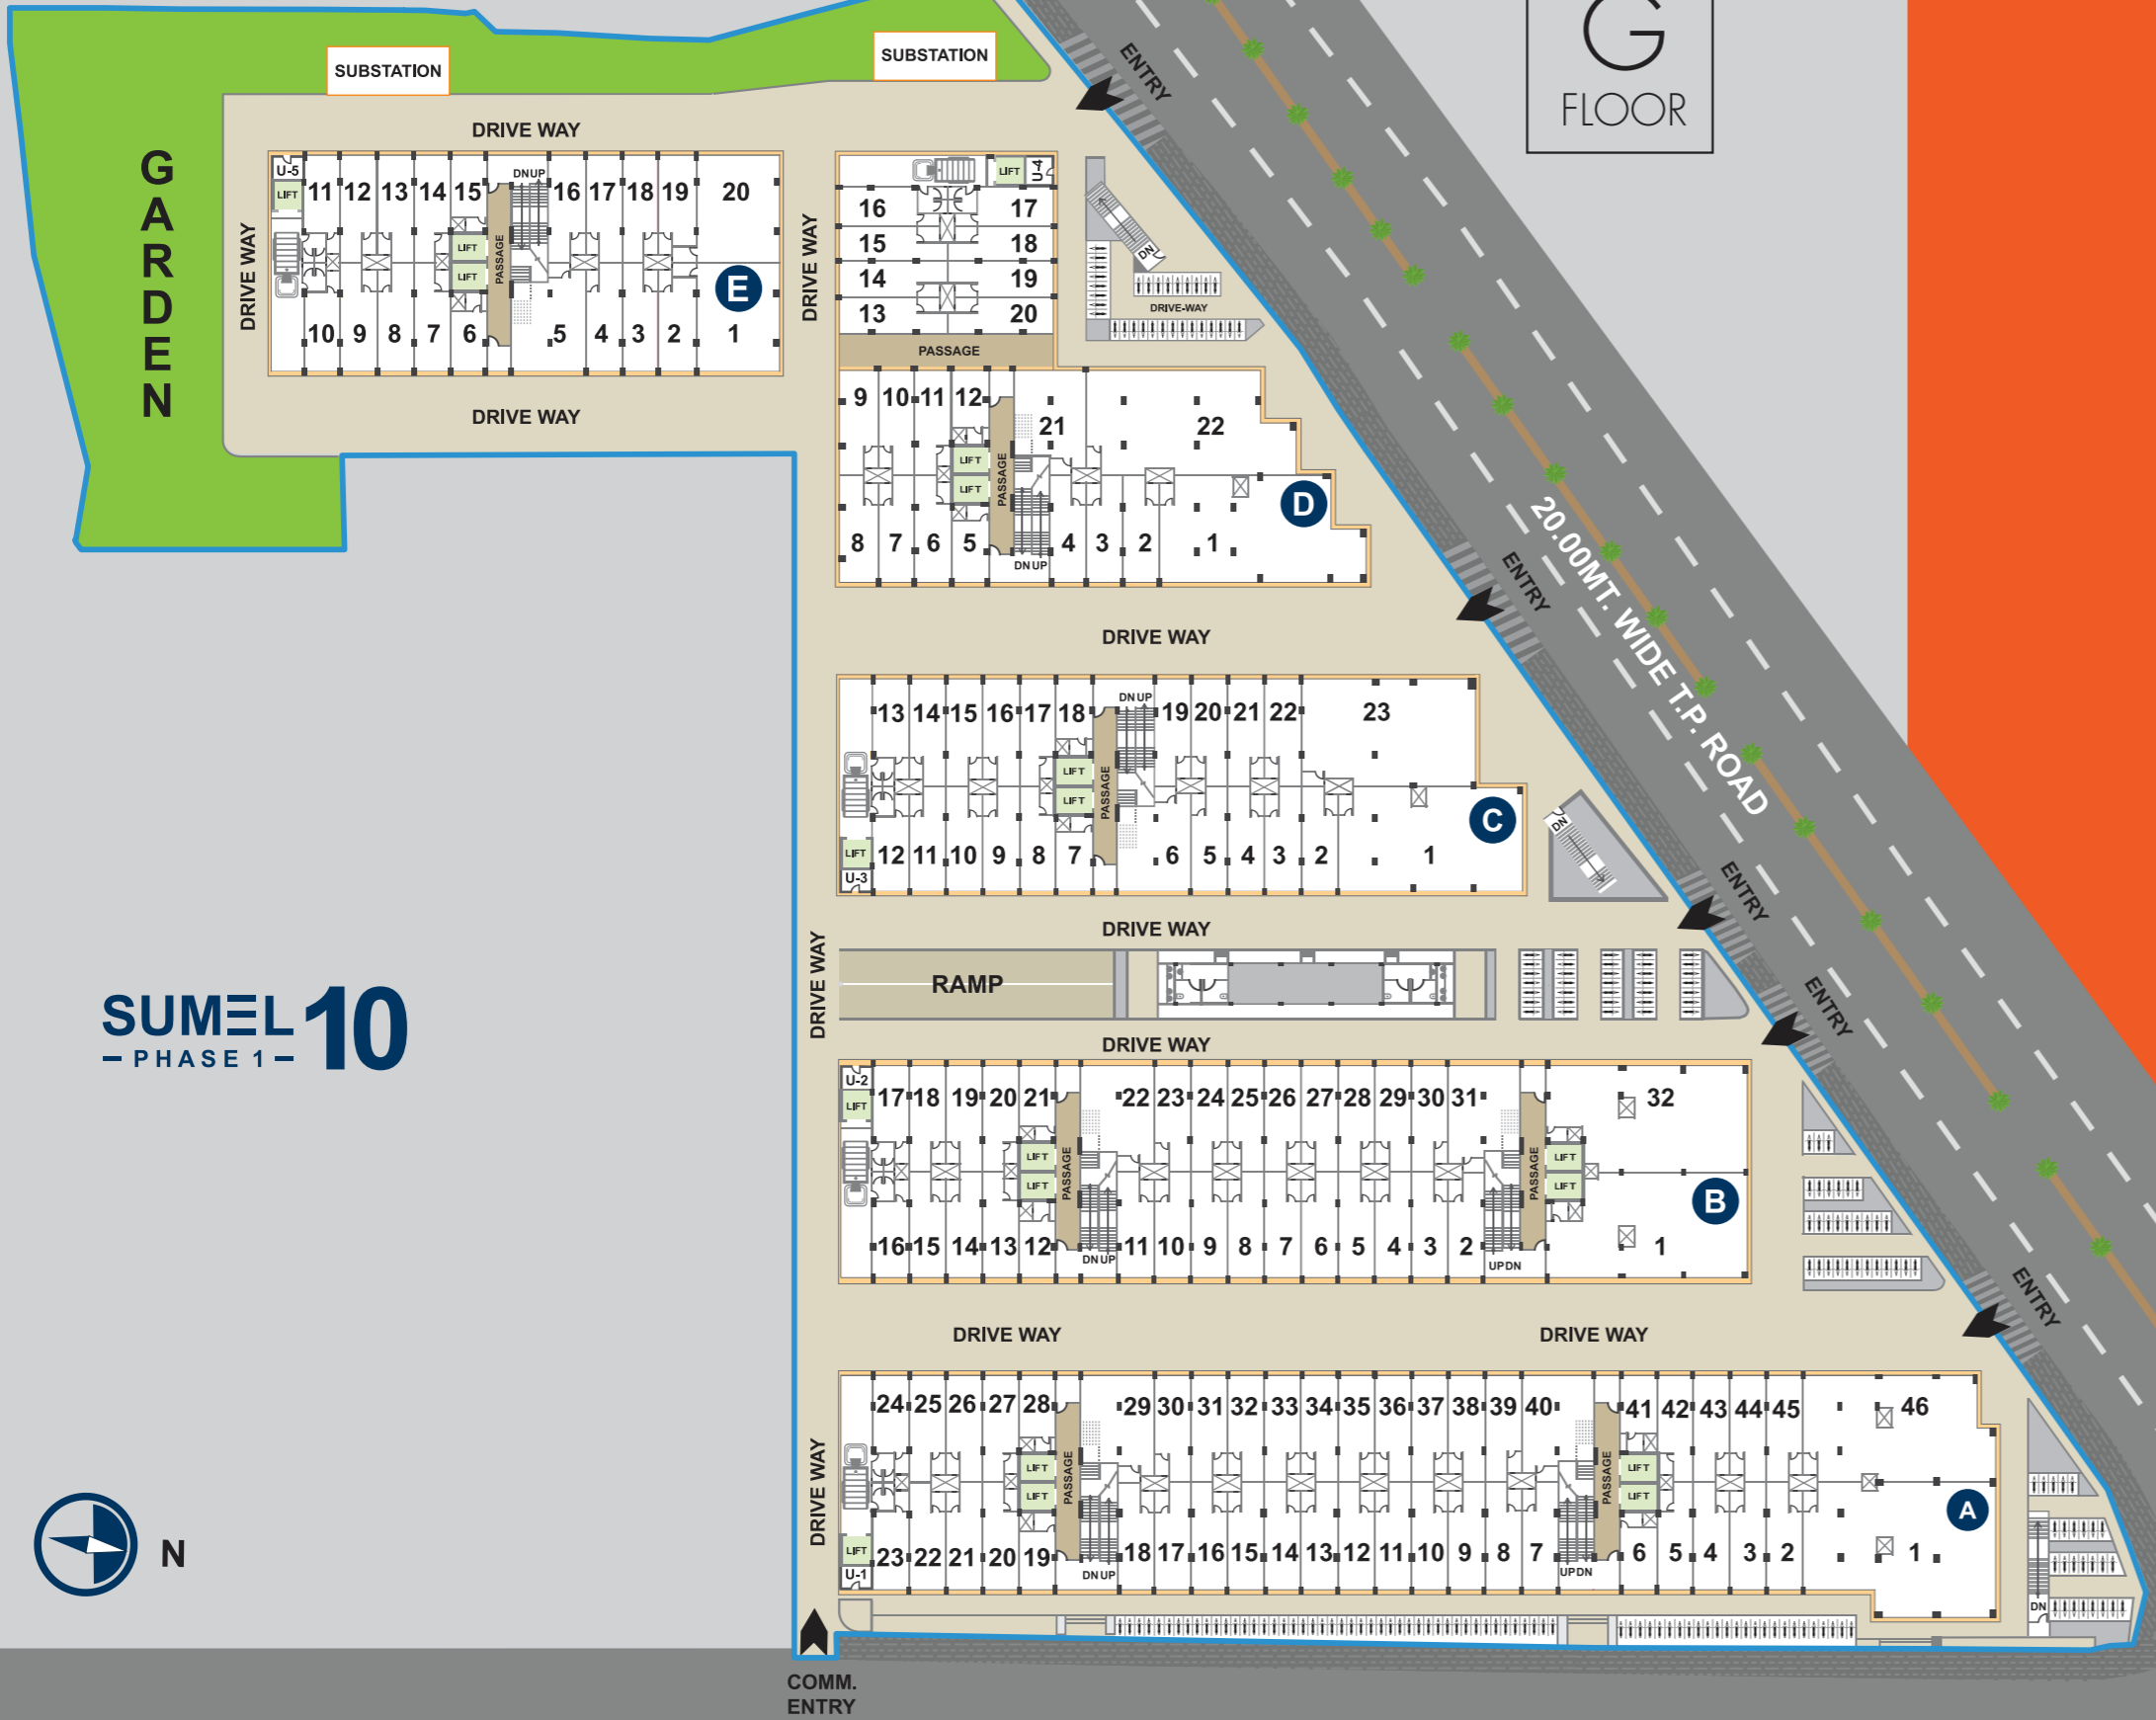 G
FLOOR
SUBSTATION
SUBSTATION
ENTRY
GARDEN
DRIVE WAY
DRIVE WAY
U-5
LIFT
11 12 13 14 15
DN UP
16 17 18 19 20
LIFT
LIFT
PASSAGE
E
10 9 8 7 6 5 4 3 2 1
DRIVE WAY
DRIVE WAY
LIFT
U-4
16 17
15 18
14 19
13 20
PASSAGE
DN
DRIVE-WAY
9 10 11 12 21 22
LIFT
LIFT
PASSAGE
D
8 7 6 5 4 3 2 1
DN UP
ENTRY
20.00MT. WIDE T.P. ROAD
DRIVE WAY
DN UP
13 14 15 16 17 18 19 20 21 22 23
LIFT
LIFT
PASSAGE
C
LIFT
12 11 10 9 8 7 6 5 4 3 2 1
U-3
DN
ENTRY
DRIVE WAY
DRIVE WAY
RAMP
ENTRY
SUMEL 10
PHASE 1
DRIVE WAY
U-2
LIFT
17 18 19 20 21 22 23 24 25 26 27 28 29 30 31 32
LIFT
LIFT
PASSAGE
PASSAGE
LIFT
LIFT
B
16 15 14 13 12 11 10 9 8 7 6 5 4 3 2 1
DN UP
UP DN
ENTRY
DRIVE WAY
DRIVE WAY
DRIVE WAY
24 25 26 27 28 29 30 31 32 33 34 35 36 37 38 39 40 41 42 43 44 45 46
LIFT
LIFT
PASSAGE
PASSAGE
LIFT
LIFT
A
LIFT
23 22 21 20 19 18 17 16 15 14 13 12 11 10 9 8 7 6 5 4 3 2 1
U-1
DN UP
UP DN
DN
N
COMM.
ENTRY